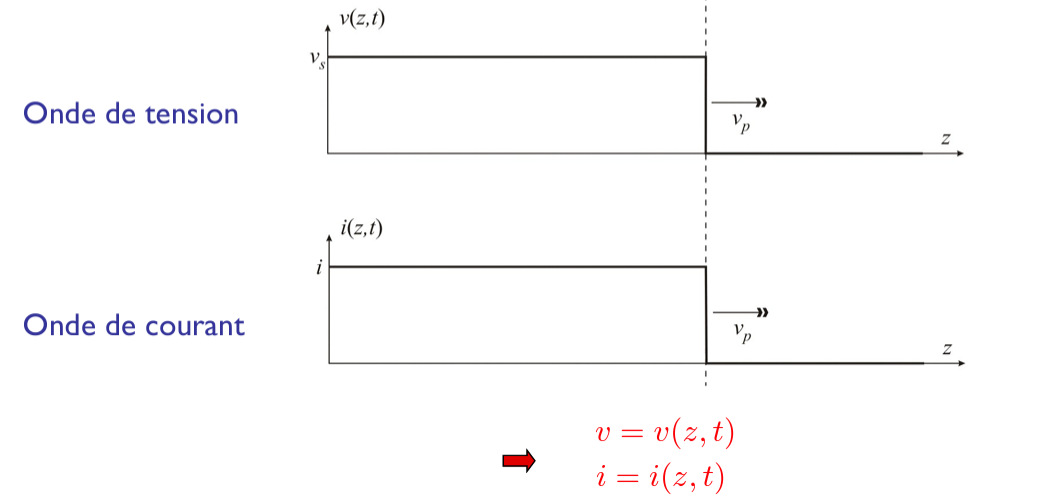 v(z,t)
v_s
Onde de tension
v_p
z
i(z,t)
i
Onde de courant
v_p
z
v = v(z, t)
i = i(z, t)